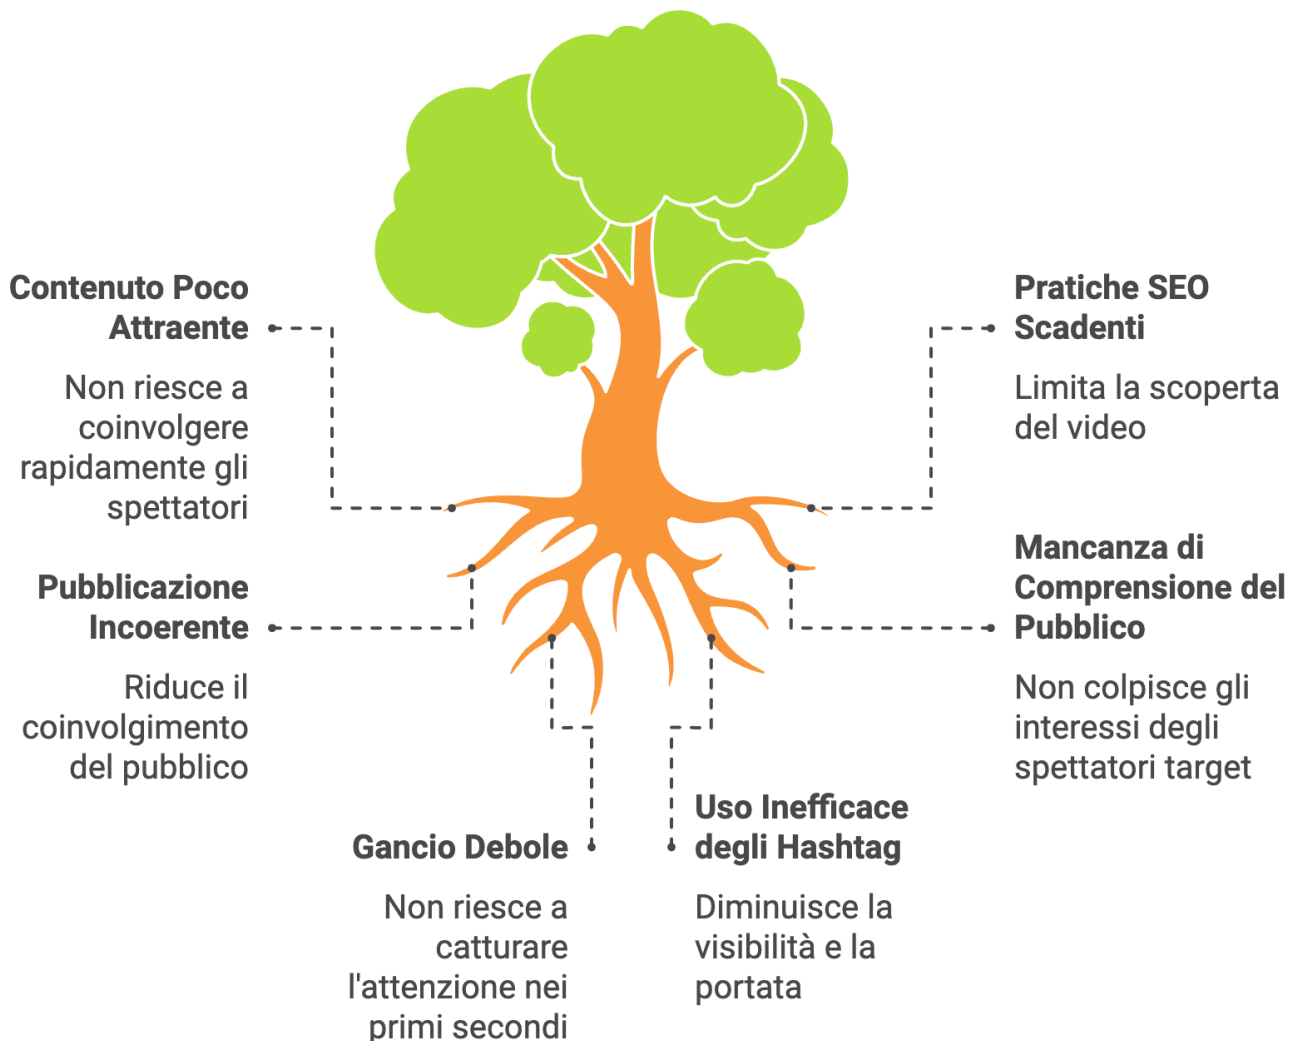 Contenuto Poco
Attraente
Non riesce a
coinvolgere
rapidamente gli
spettatori
Pubblicazione
Incoerente
Riduce il
coinvolgimento
del pubblico
Gancio Debole
Non riesce a
catturare
l'attenzione nei
primi secondi
Uso Inefficace
degli Hashtag
Diminuisce la
visibilità e la
portata
Pratiche SEO
Scadenti
Limita la scoperta
del video
Mancanza di
Comprensione del
Pubblico
Non colpisce gli
interessi degli
spettatori target